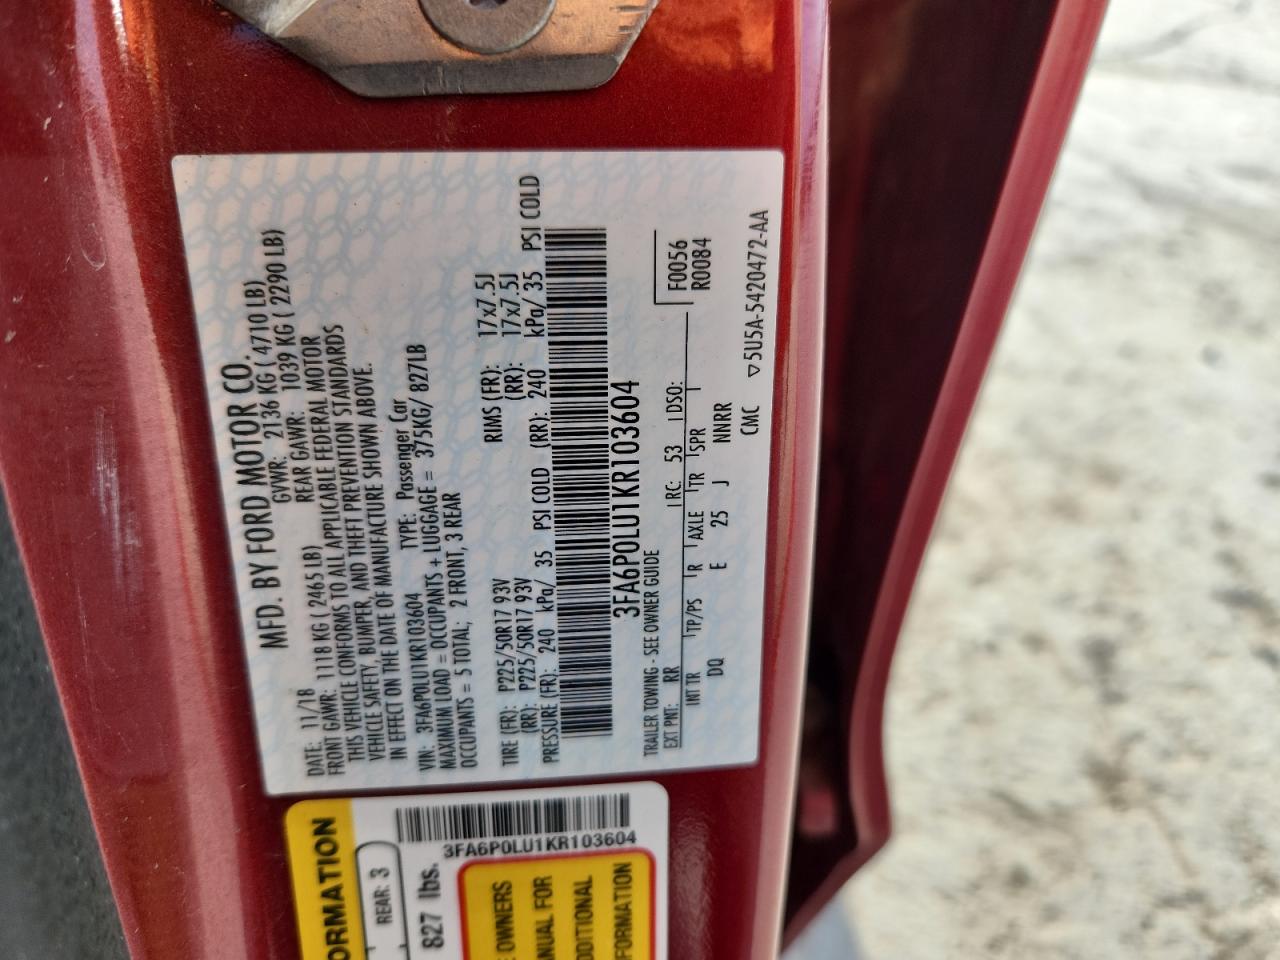 MFD. BY FORD MOTOR CO.
DATE: 11/18 GVWR: 2136 KG ( 4710 LB)
FRONT GAWR: 1118 KG ( 2465 LB) REAR GAWR: 1039 KG ( 2290 LB)
THIS VEHICLE CONFORMS TO ALL APPLICABLE FEDERAL MOTOR
VEHICLE SAFETY, BUMPER, AND THEFT PREVENTION STANDARDS
IN EFFECT ON THE DATE OF MANUFACTURE SHOWN ABOVE.
VIN: 3FA6P0LU1KR103604 TYPE: Passenger Car
MAXIMUM LOAD = OCCUPANTS + LUGGAGE = 375KG/ 827LB
OCCUPANTS = 5 TOTAL; 2 FRONT, 3 REAR
TIRE (FR): P225/50R17 93V RIMS (FR): 17x7.5J
(RR): P225/50R17 93V (RR): 17x7.5J
PRESSURE (FR): 240 kPa/ 35 PSI COLD (RR): 240 kPa/ 35 PSI COLD
3FA6P0LU1KR103604
TRAILER TOWING - SEE OWNER GUIDE
F0056
EXT PNT: RR RC: 53 DSO:
R0084
INT TR TP/PS R AXLE TR SPR
DQ E 25 J NNRR
CMC ▽5U5A-5420472-AA
ORMATION
REAR: 3
827 lbs.
3FA6P0LU1KR103604
OWNERS
ANUAL FOR
DDITIONAL
FORMATION